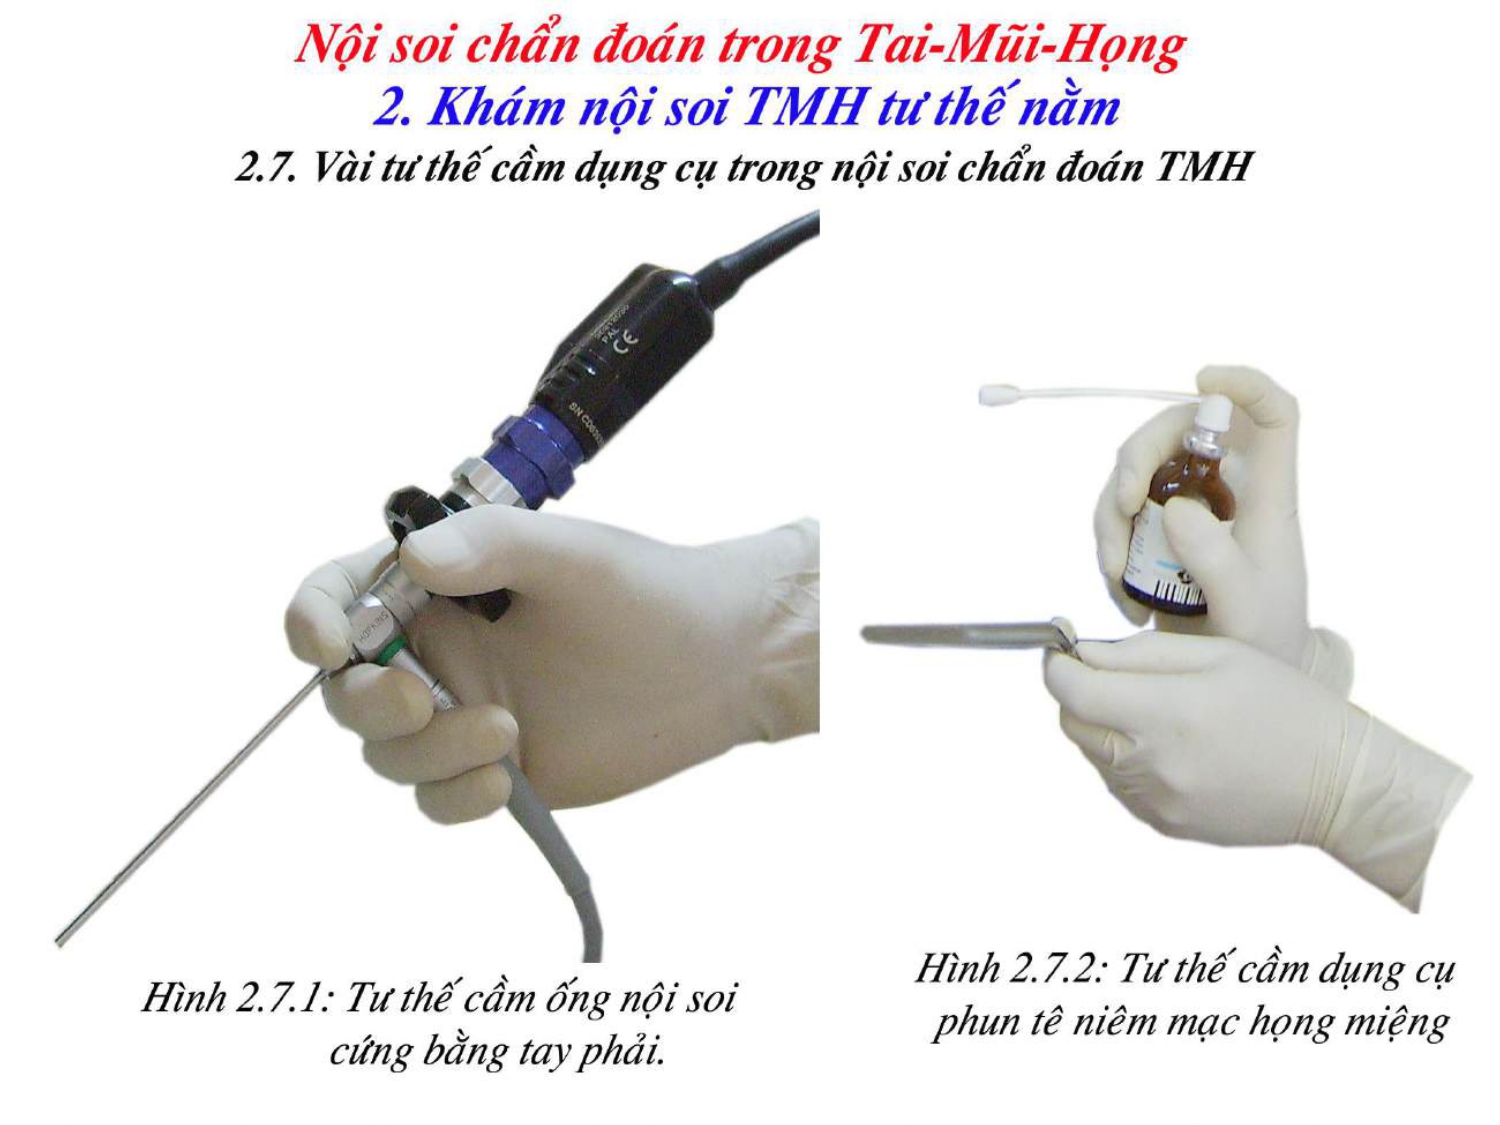 Nội soi chẩn đoán trong Tai-Mũi-Họng
2. Khám nội soi TMH tư thế nằm
2.7. Vài tư thế cầm dụng cụ trong nội soi chẩn đoán TMH
PAL
CE
SN
HOPKINS
Hình 2.7.1: Tư thế cầm ống nội soi
cứng bằng tay phải.
Hình 2.7.2: Tư thế cầm dụng cụ
phun tê niêm mạc họng miệng